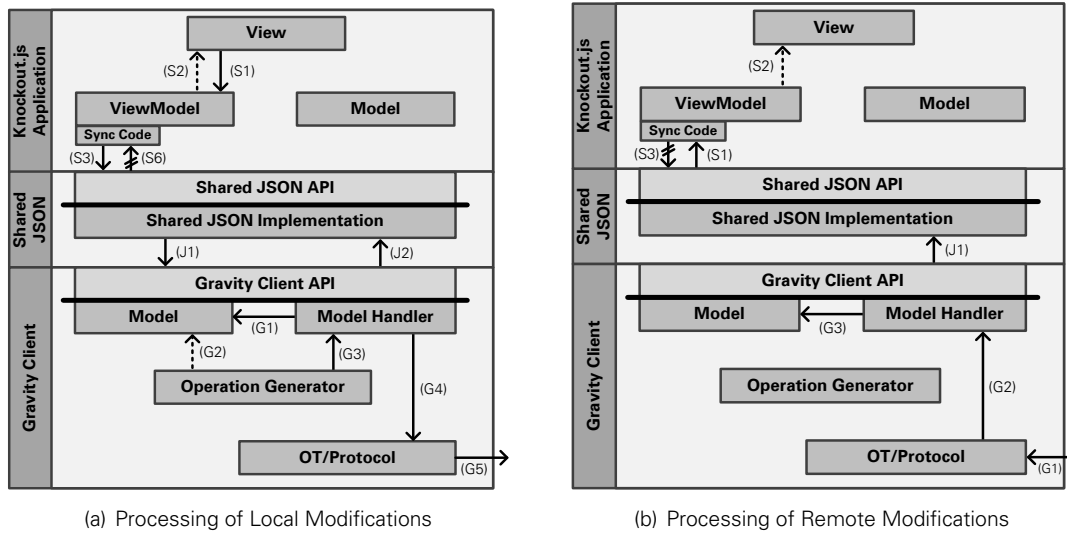 Knockout.js
Application
View
(S2)
(S1)
ViewModel
Model
Sync Code
(S3)
(S6)
Shared
JSON
Shared JSON API
Shared JSON Implementation
(J1)
(J2)
Gravity Client
Gravity Client API
Model
(G1)
Model Handler
(G2)
(G3)
(G4)
Operation Generator
OT/Protocol
(G5)
(a) Processing of Local Modifications
Knockout.js
Application
View
(S2)
ViewModel
Model
Sync Code
(S3)
(S1)
Shared
JSON
Shared JSON API
Shared JSON Implementation
(J1)
Gravity Client
Gravity Client API
Model
(G3)
Model Handler
Operation Generator
(G2)
OT/Protocol
(G1)
(b) Processing of Remote Modifications